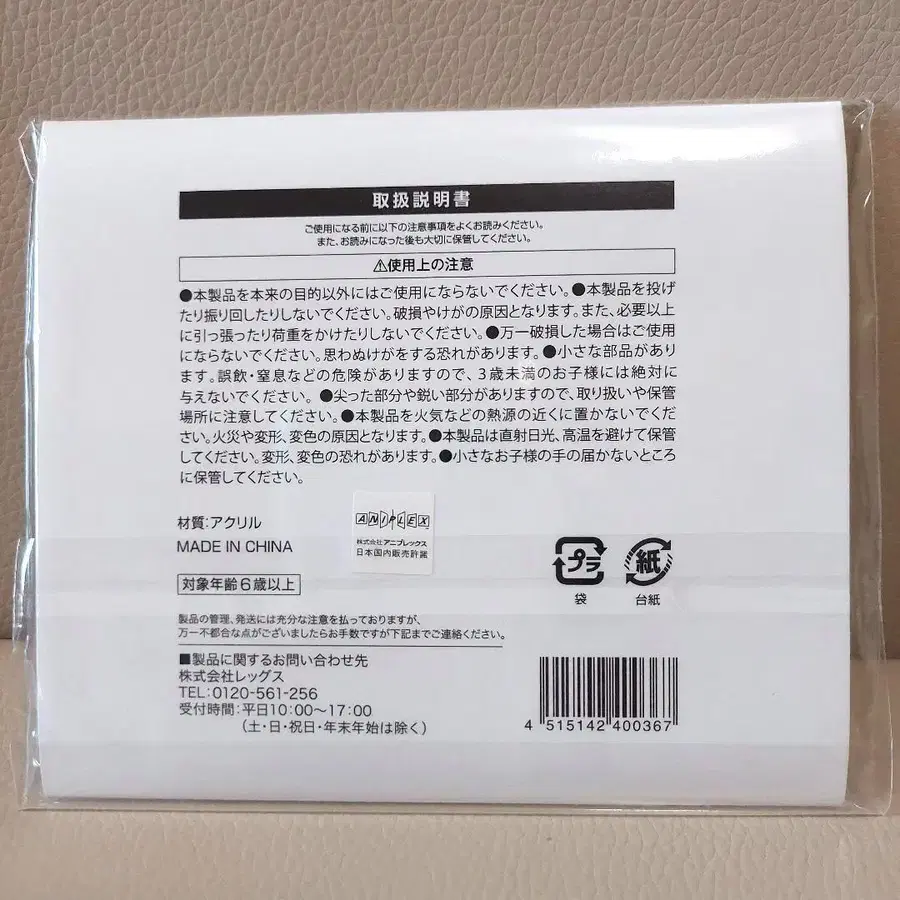 取扱説明書
ご使用になる前に以下の注意事項をよくお読みください。
また、お読みになった後も大切に保管してください。
⚠使用上の注意
●本製品を本来の目的以外にはご使用にならないでください。●本製品を投げ
たり振り回したりしないでください。破損やけがの原因となります。また、必要以上
に引っ張ったり荷重をかけたりしないでください。●万一破損した場合はご使用
にならないでください。思わぬけがをする恐れがあります。●小さな部品があり
ます。誤飲・窒息などの危険がありますので、3歳未満のお子様には絶対に
与えないでください。●尖った部分や鋭い部分がありますので、取り扱いや保管
場所に注意してください。●本製品を火気などの熱源の近くに置かないでくだ
さい。火災や変形、変色の原因となります。●本製品は直射日光、高温を避けて保管
してください。変形、変色の恐れがあります。●小さなお子様の手の届かないところ
に保管してください。
材質:アクリル
MADE IN CHINA
ANIPLEX
株式会社アニプレックス
日本国内販売許諾
対象年齢6歳以上
プラ
袋
紙
台紙
製品の管理、発送には充分な注意を払っておりますが、
万一不都合な点がございましたらお手数ですが下記までご連絡ください。
■製品に関するお問い合わせ先
株式会社レッグス
TEL:0120-561-256
受付時間:平日10:00~17:00
(土・日・祝日・年末年始は除く)
4 515142 400367